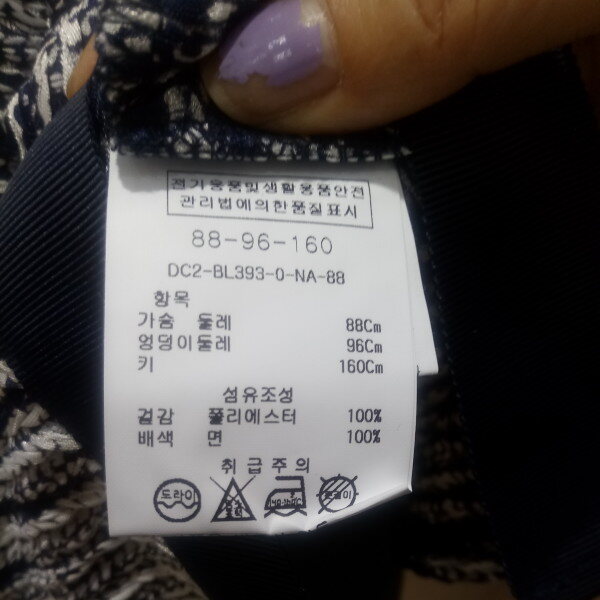 전기용품및생활용품안전
관리법에의한품질표시
88-96-160
DC2-BL393-0-NA-88
항목
가슴 둘레 88Cm
엉덩이둘레 96Cm
키 160Cm
섬유조성
겉감 폴리에스터 100%
배색 면 100%
취급주의
드라이